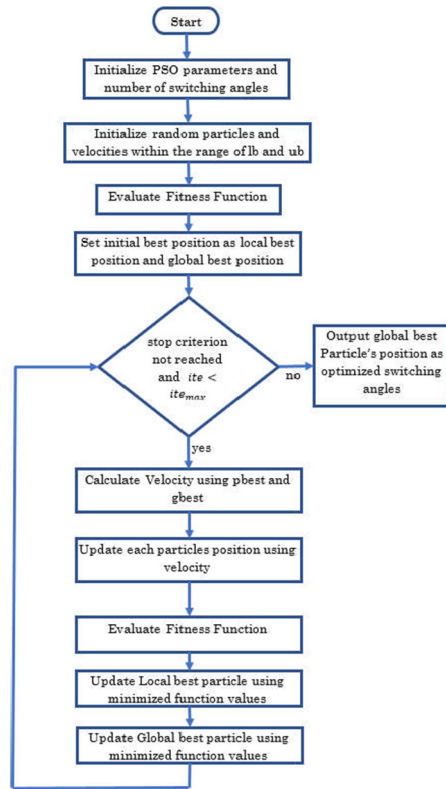 Start
Initialize PSO parameters and
number of switching angles
Initialize random particles and
velocities within the range of lb and ub
Evaluate Fitness Function
Set initial best position as local best
position and global best position
stop criterion
not reached
and ite <
ite_max
no
Output global best
Particle's position as
optimized switching
angles
yes
Calculate Velocity using pbest and
gbest
Update each particles position using
velocity
Evaluate Fitness Function
Update Local best particle using
minimized function values
Update Global best particle using
minimized function values